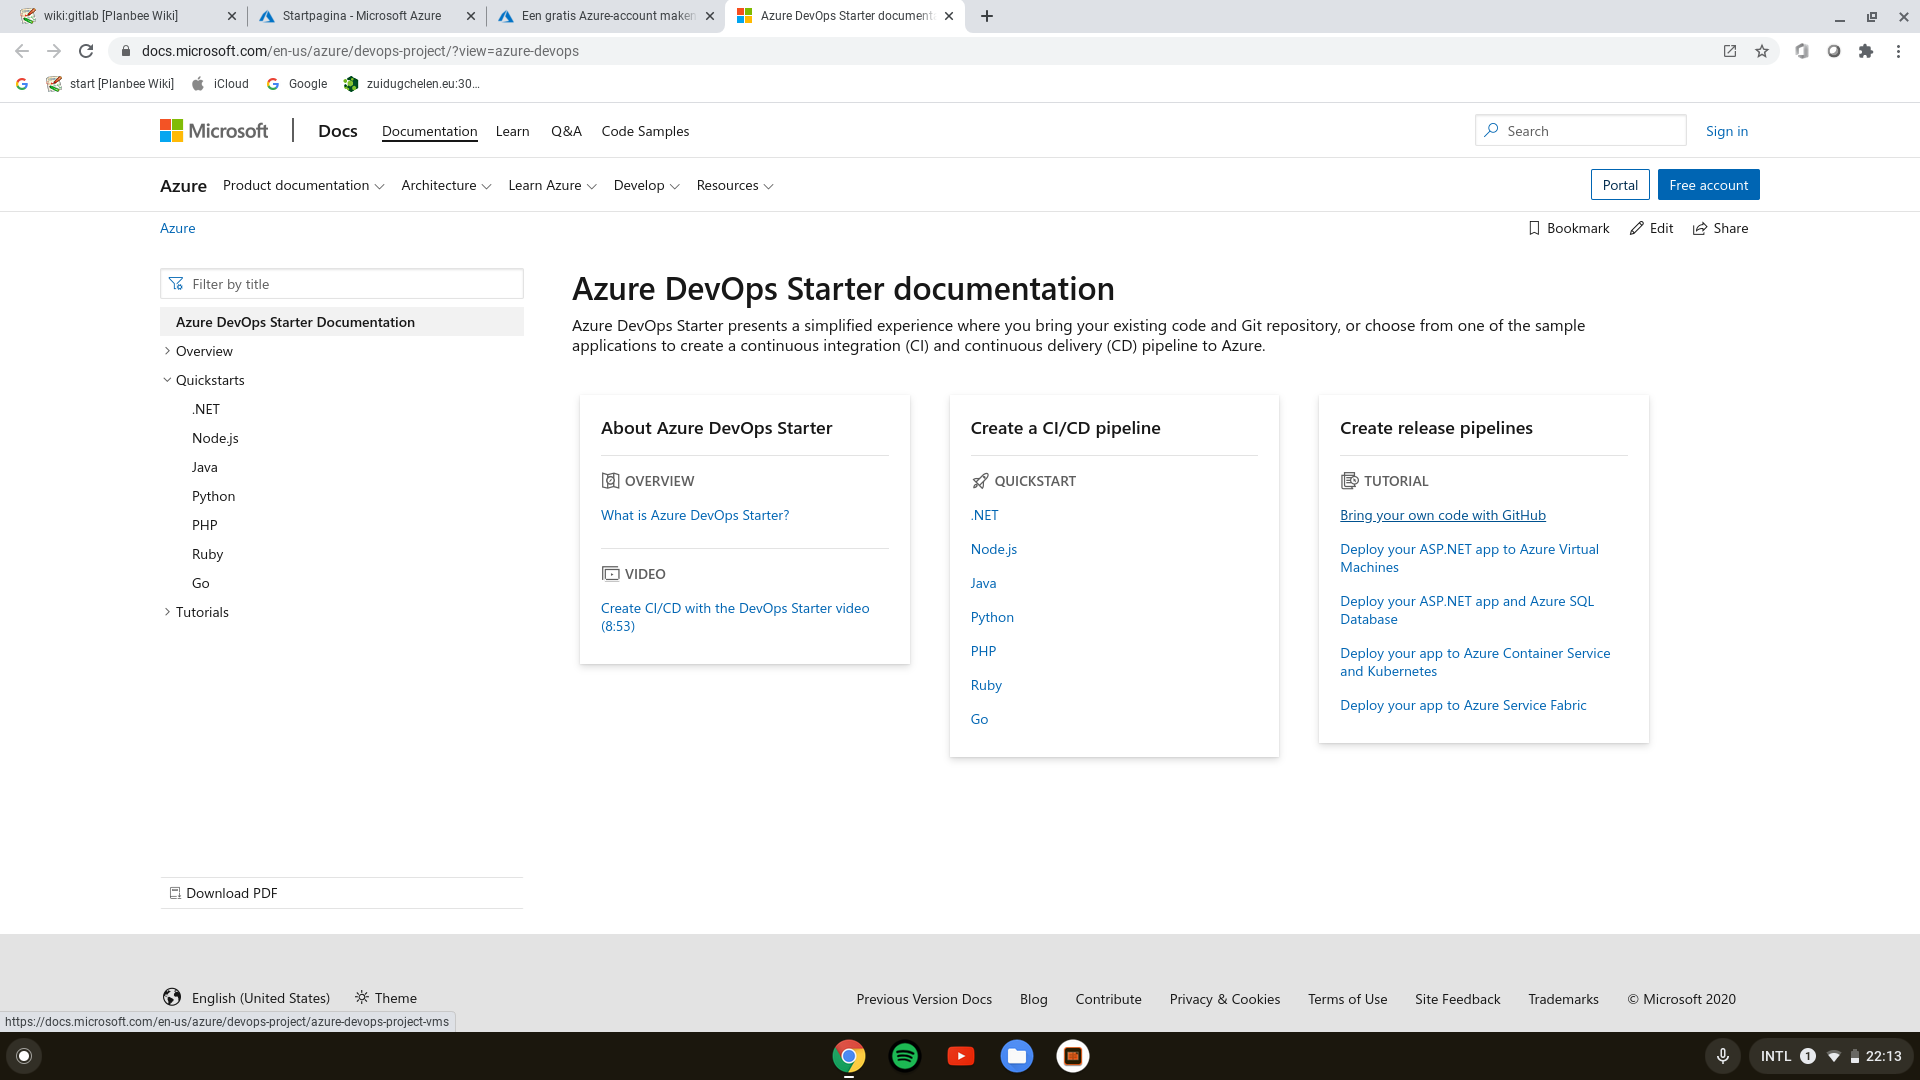 wiki:gitlab [Planbee Wiki]
Startpagina - Microsoft Azure
Een gratis Azure-account maken
Azure DevOps Starter documenta
docs.microsoft.com/en-us/azure/devops-project/?view=azure-devops
start [Planbee Wiki]
iCloud
Google
zuidugchelen.eu:30...
Microsoft
Docs
Documentation
Learn
Q&A
Code Samples
Search
Sign in
Azure
Product documentation
Architecture
Learn Azure
Develop
Resources
Portal
Free account
Azure
Bookmark
Edit
Share
Filter by title
Azure DevOps Starter Documentation
Overview
Quickstarts
.NET
Node.js
Java
Python
PHP
Ruby
Go
Tutorials
Download PDF
Azure DevOps Starter documentation
Azure DevOps Starter presents a simplified experience where you bring your existing code and Git repository, or choose from one of the sample
applications to create a continuous integration (CI) and continuous delivery (CD) pipeline to Azure.
About Azure DevOps Starter
OVERVIEW
What is Azure DevOps Starter?
VIDEO
Create CI/CD with the DevOps Starter video
(8:53)
Create a CI/CD pipeline
QUICKSTART
.NET
Node.js
Java
Python
PHP
Ruby
Go
Create release pipelines
TUTORIAL
Bring your own code with GitHub
Deploy your ASP.NET app to Azure Virtual
Machines
Deploy your ASP.NET app and Azure SQL
Database
Deploy your app to Azure Container Service
and Kubernetes
Deploy your app to Azure Service Fabric
English (United States)
Theme
Previous Version Docs
Blog
Contribute
Privacy & Cookies
Terms of Use
Site Feedback
Trademarks
© Microsoft 2020
https://docs.microsoft.com/en-us/azure/devops-project/azure-devops-project-vms
INTL
1
22:13